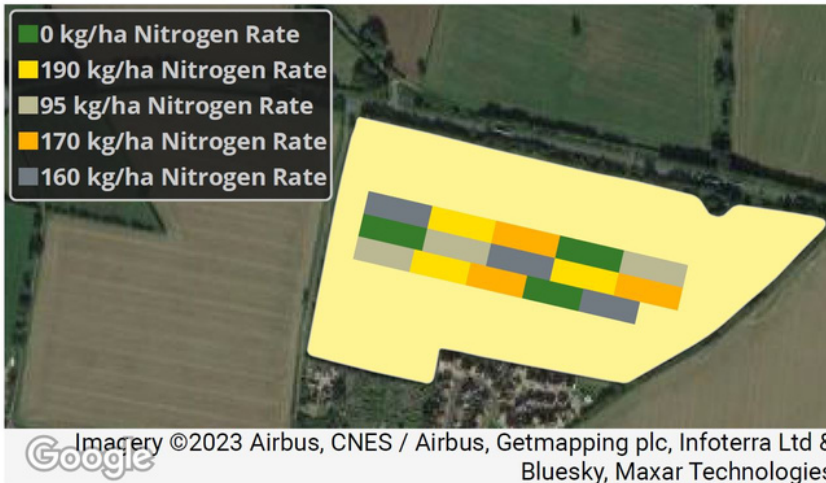 0 kg/ha Nitrogen Rate
190 kg/ha Nitrogen Rate
95 kg/ha Nitrogen Rate
170 kg/ha Nitrogen Rate
160 kg/ha Nitrogen Rate
Imagery ©2023 Airbus, CNES / Airbus, Getmapping plc, Infoterra Ltd &
Google
Bluesky, Maxar Technologies